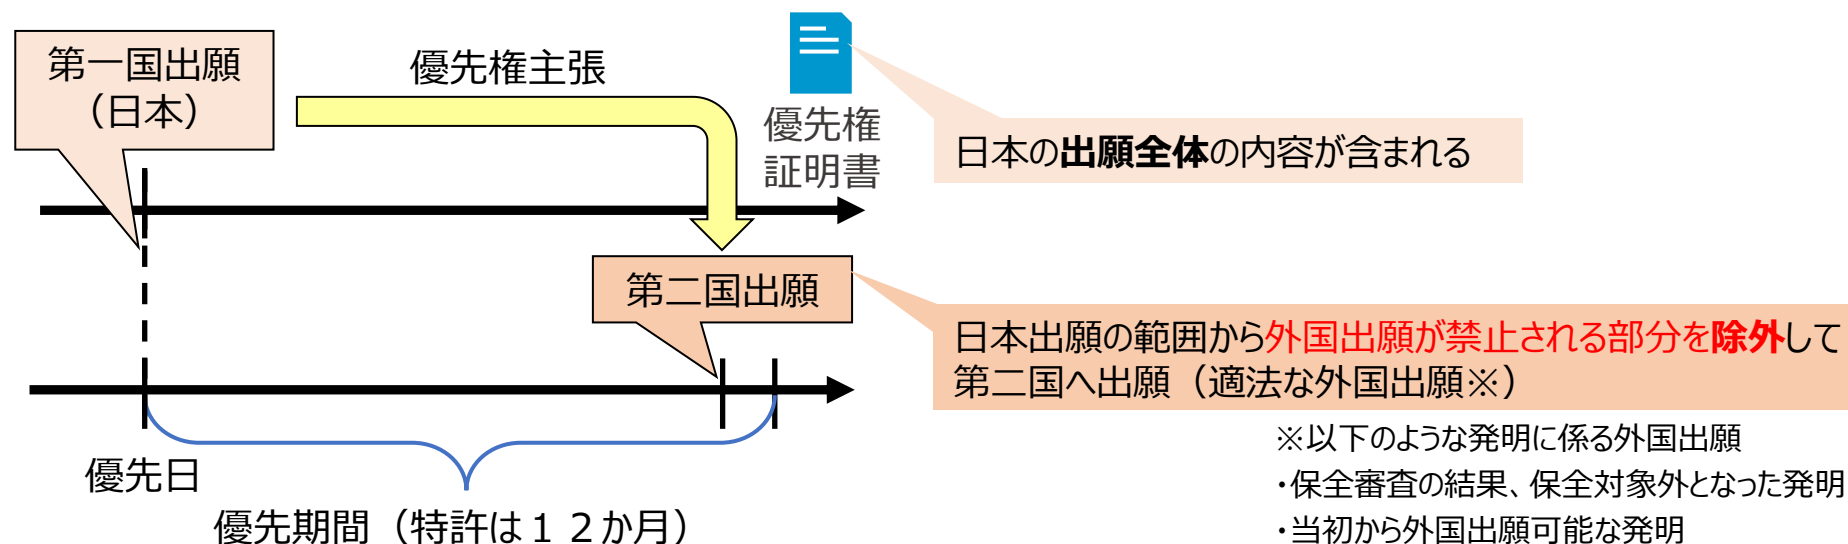 第一国出願
（日本）
優先権主張
優先権
証明書
日本の出願全体の内容が含まれる
第二国出願
日本出願の範囲から外国出願が禁止される部分を除外して
第二国へ出願（適法な外国出願※）
※以下のような発明に係る外国出願
・保全審査の結果、保全対象外となった発明
・当初から外国出願可能な発明
優先日
優先期間（特許は１２か月）